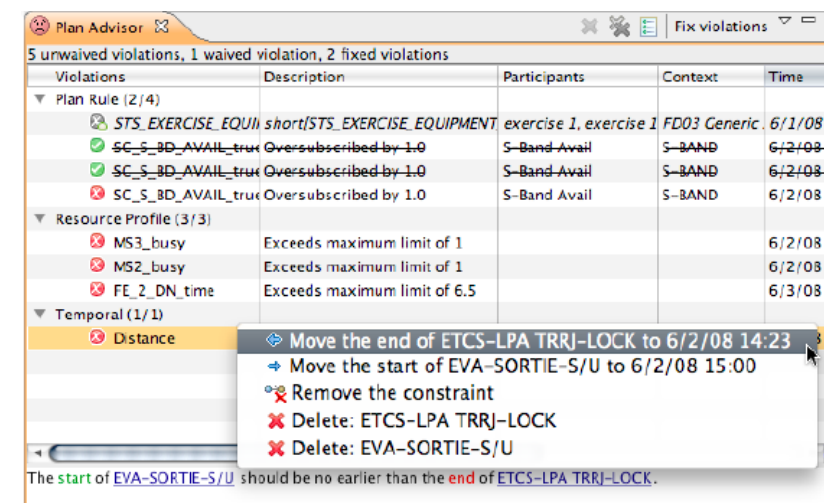 Plan Advisor Fix violations
5 unwaived violations, 1 waived violation, 2 fixed violations
Violations Description Participants Context Time
Plan Rule (2/4)
STS_EXERCISE_EQUI short(STS_EXERCISE_EQUIPMENT exercise 1, exercise 1 FD03 Generic 6/1/08
SC_S_BD_AVAIL_true Oversubscribed by 1.0 S-Band Avail S-BAND 6/2/08
SC_S_BD_AVAIL_true Oversubscribed by 1.0 S-Band Avail S-BAND 6/2/08
SC_S_BD_AVAIL_true Oversubscribed by 1.0 S-Band Avail S-BAND 6/2/08
Resource Profile (3/3)
MS3_busy Exceeds maximum limit of 1 6/2/08
MS2_busy Exceeds maximum limit of 1 6/2/08
FE_2_DN_time Exceeds maximum limit of 6.5 6/3/08
Temporal (1/1)
Distance
Move the end of ETCS-LPA TRRJ-LOCK to 6/2/08 14:23
Move the start of EVA-SORTIE-S/U to 6/2/08 15:00
Remove the constraint
Delete: ETCS-LPA TRRJ-LOCK
Delete: EVA-SORTIE-S/U
The start of EVA-SORTIE-S/U should be no earlier than the end of ETCS-LPA TRRJ-LOCK.